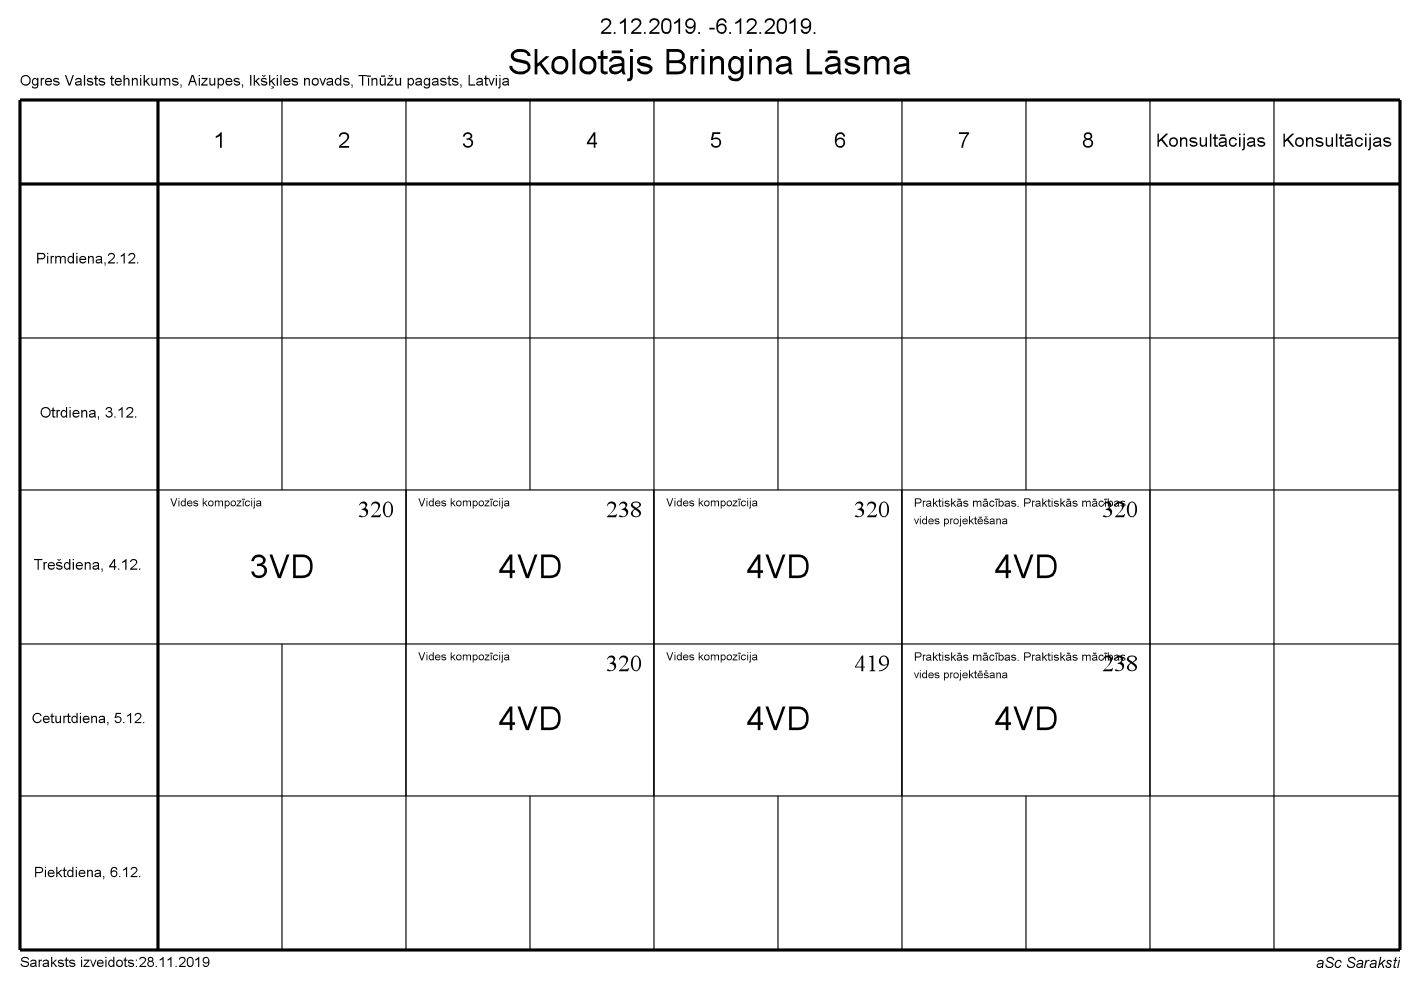 2.12.2019. -6.12.2019.
Skolotājs Bringina Lāsma
Ogres Valsts tehnikums, Aizupes, Ikšķiles novads, Tīnūžu pagasts, Latvija
1 2 3 4 5 6 7 8 Konsultācijas Konsultācijas
Pirmdiena,2.12.
Otrdiena, 3.12.
Trešdiena, 4.12.
Vides kompozīcija 320
3VD
Vides kompozīcija 238
4VD
Vides kompozīcija 320
4VD
Praktiskās mācības. Praktiskās mācības 320
vides projektēšana
4VD
Ceturtdiena, 5.12.
Vides kompozīcija 320
4VD
Vides kompozīcija 419
4VD
Praktiskās mācības. Praktiskās mācības 238
vides projektēšana
4VD
Piektdiena, 6.12.
Saraksts izveidots:28.11.2019
aSc Saraksti